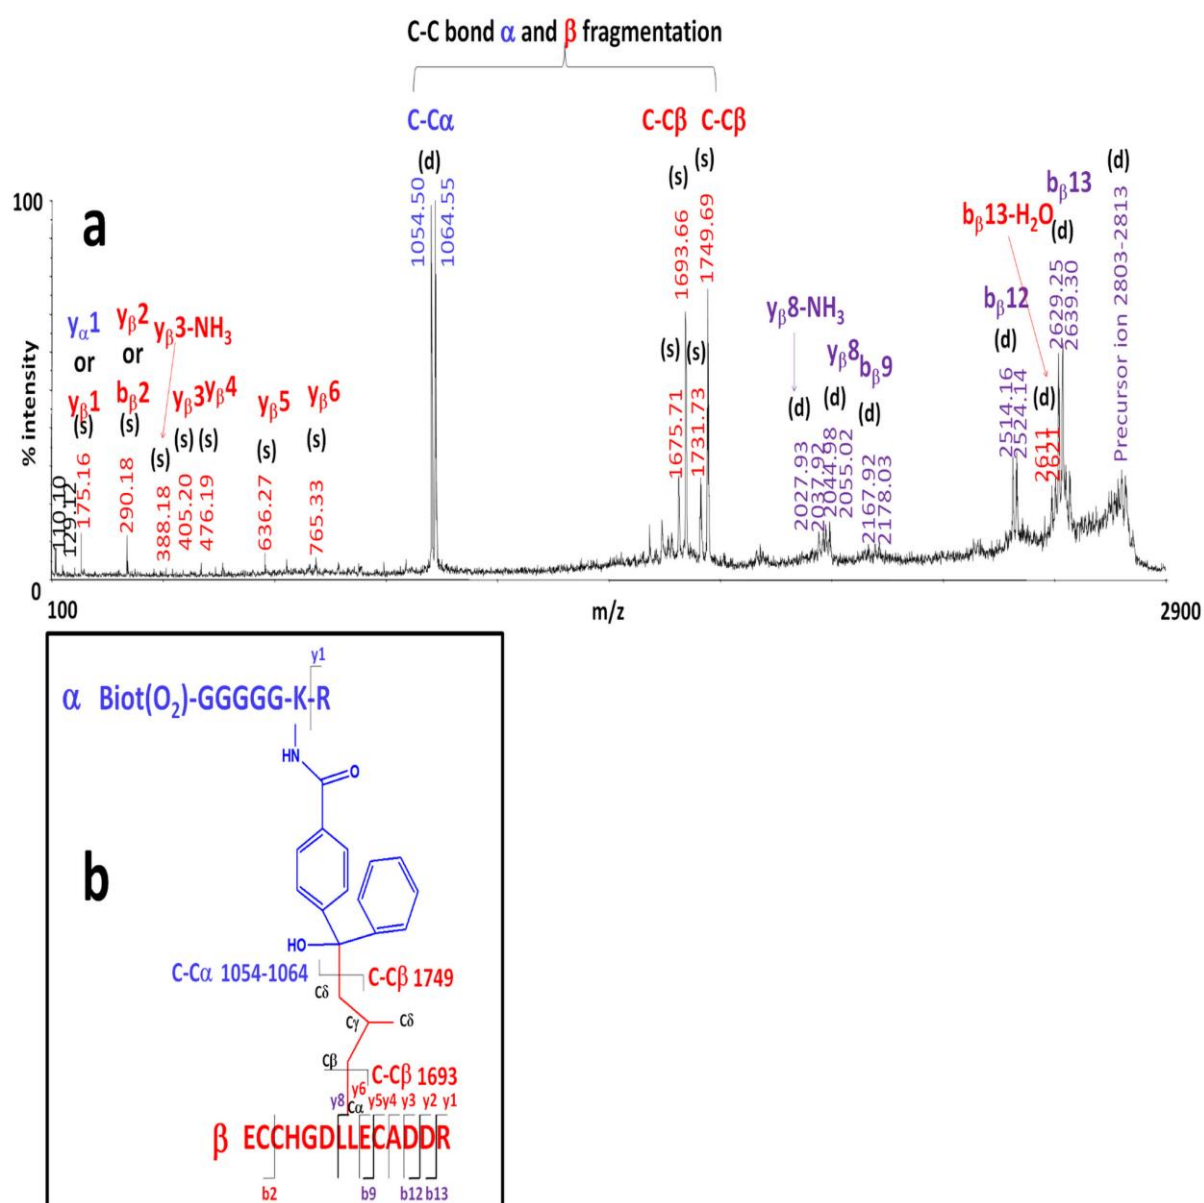 C-C bond α and β fragmentation
C-Cα
C-Cβ C-Cβ
(d)
(s)
(s)
100
a
% intensity
0
100
m/z
2900
yα1
or
yβ1
(s)
yβ2
or
bβ2
(s)
yβ3-NH3
(s)
yβ3
(s)
yβ4
(s)
yβ5
(s)
yβ6
(s)
110.10
129.12
175.16
290.18
388.18
405.20
476.19
636.27
765.33
1054.50
1064.55
(s)
1675.71
1693.66
(s)
1731.73
1749.69
yβ8-NH3
(d)
2027.93
2037.92
yβ8
(d)
2044.98
2055.02
bβ9
(d)
2167.92
2178.03
bβ12
(d)
2514.16
2524.14
bβ13-H2O
(d)
2611
2621
bβ13
(d)
2629.25
2639.30
(d)
Precursor ion 2803-2813
b
y1
α Biot(O2)-GGGGG-K-R
HN
O
HO
C-Cα 1054-1064
C-Cβ 1749
Cδ
Cγ
Cδ
Cβ
C-Cβ 1693
y8
y6
Cα
y5
y4
y3
y2
y1
β ECCHGDLLECADDR
b2
b9
b12
b13